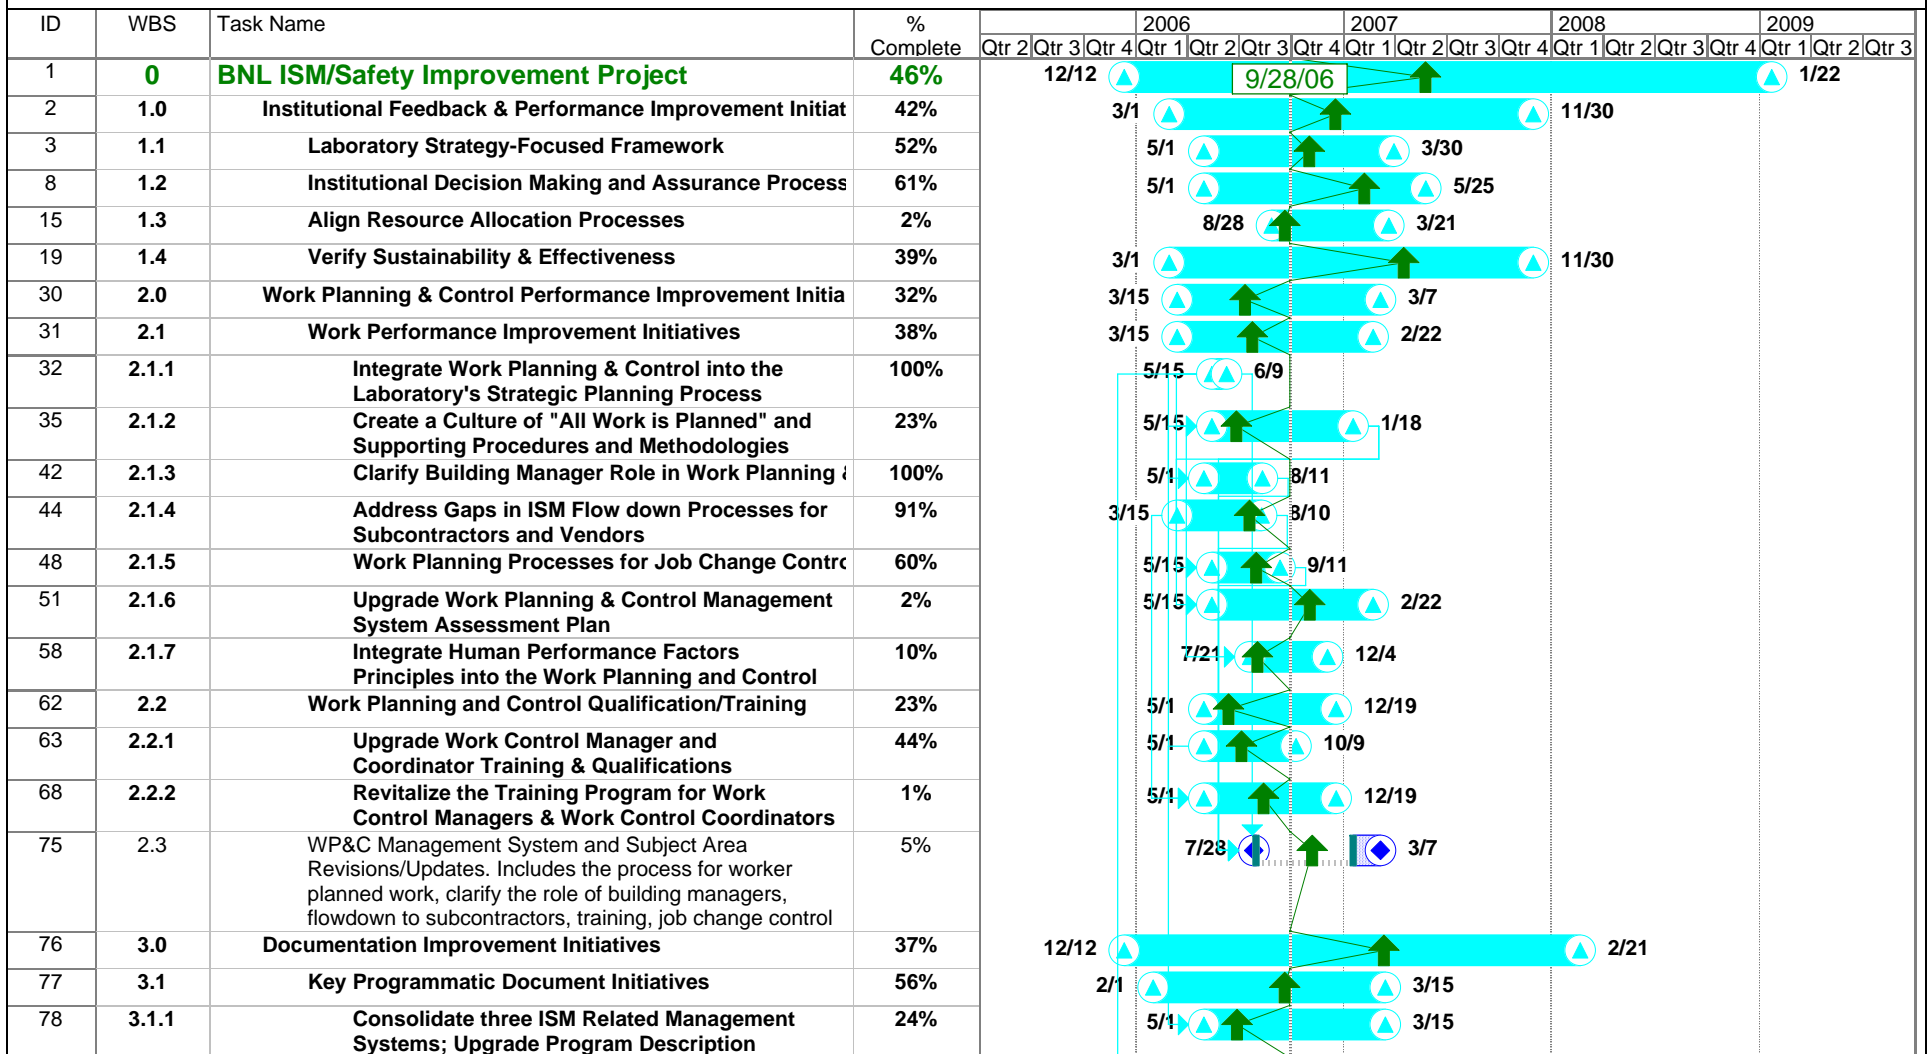 ID WBS Task Name % Complete
2006 2007 2008 2009
Qtr 2 Qtr 3 Qtr 4 Qtr 1 Qtr 2 Qtr 3 Qtr 4 Qtr 1 Qtr 2 Qtr 3 Qtr 4 Qtr 1 Qtr 2 Qtr 3 Qtr 4 Qtr 1 Qtr 2 Qtr 3
1 0 BNL ISM/Safety Improvement Project 46% 12/12 9/28/06 1/22
2 1.0 Institutional Feedback & Performance Improvement Initiat 42% 3/1 11/30
3 1.1 Laboratory Strategy-Focused Framework 52% 5/1 3/30
8 1.2 Institutional Decision Making and Assurance Process 61% 5/1 5/25
15 1.3 Align Resource Allocation Processes 2% 8/28 3/21
19 1.4 Verify Sustainability & Effectiveness 39% 3/1 11/30
30 2.0 Work Planning & Control Performance Improvement Initia 32% 3/15 3/7
31 2.1 Work Performance Improvement Initiatives 38% 3/15 2/22
32 2.1.1 Integrate Work Planning & Control into the 100% 5/15 6/9
Laboratory's Strategic Planning Process
35 2.1.2 Create a Culture of "All Work is Planned" and 23% 5/15 1/18
Supporting Procedures and Methodologies
42 2.1.3 Clarify Building Manager Role in Work Planning & 100% 5/1 8/11
44 2.1.4 Address Gaps in ISM Flow down Processes for 91% 3/15 8/10
Subcontractors and Vendors
48 2.1.5 Work Planning Processes for Job Change Contro 60% 5/15 9/11
51 2.1.6 Upgrade Work Planning & Control Management 2% 5/15 2/22
System Assessment Plan
58 2.1.7 Integrate Human Performance Factors 10% 7/21 12/4
Principles into the Work Planning and Control
62 2.2 Work Planning and Control Qualification/Training 23% 5/1 12/19
63 2.2.1 Upgrade Work Control Manager and 44% 5/1 10/9
Coordinator Training & Qualifications
68 2.2.2 Revitalize the Training Program for Work 1% 5/1 12/19
Control Managers & Work Control Coordinators
75 2.3 WP&C Management System and Subject Area 5% 7/28 3/7
Revisions/Updates. Includes the process for worker
planned work, clarify the role of building managers,
flowdown to subcontractors, training, job change control
76 3.0 Documentation Improvement Initiatives 37% 12/12 2/21
77 3.1 Key Programmatic Document Initiatives 56% 2/1 3/15
78 3.1.1 Consolidate three ISM Related Management 24% 5/1 3/15
Systems; Upgrade Program Description